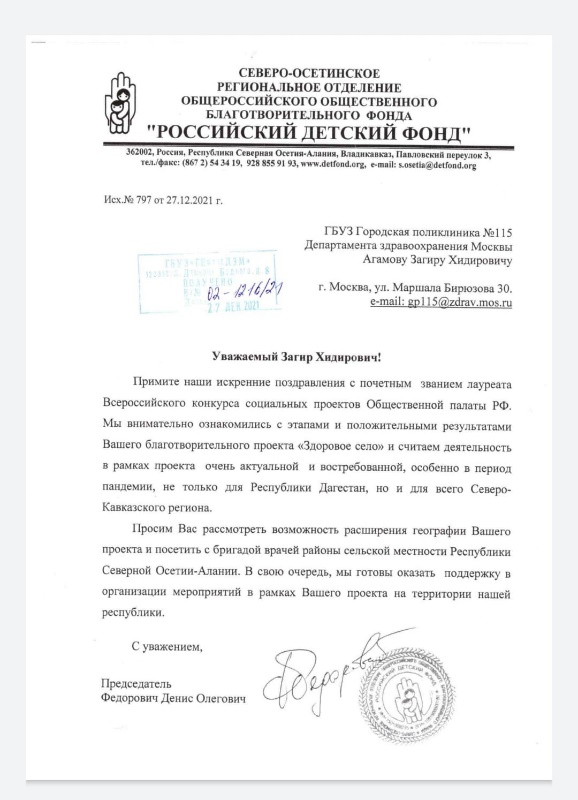 СЕВЕРО-ОСЕТИНСКОЕ
РЕГИОНАЛЬНОЕ ОТДЕЛЕНИЕ
ОБЩЕРОССИЙСКОГО ОБЩЕСТВЕННОГО
БЛАГОТВОРИТЕЛЬНОГО ФОНДА
"РОССИЙСКИЙ ДЕТСКИЙ ФОНД"
362002, Россия, Республика Северная Осетия-Алания, Владикавказ, Павловский переулок 3,
тел./факс: (867 2) 54 34 19, 928 855 91 93, www.detfond.org, e-mail: s.osetia@detfond.org
Исх.№ 797 от 27.12.2021 г.
ГБУЗ Городская поликлиника №115
Департамента здравоохранения Москвы
Агамову Загиру Хидировичу
г. Москва, ул. Маршала Бирюзова 30.
e-mail: gp115@zdrav.mos.ru
02-1216/21
27 ДЕК 2021
Уважаемый Загир Хидирович!
Примите наши искренние поздравления с почетным званием лауреата
Всероссийского конкурса социальных проектов Общественной палаты РФ.
Мы внимательно ознакомились с этапами и положительными результатами
Вашего благотворительного проекта «Здоровое село» и считаем деятельность
в рамках проекта очень актуальной и востребованной, особенно в период
пандемии, не только для Республики Дагестан, но и для всего Северо-
Кавказского региона.
Просим Вас рассмотреть возможность расширения географии Вашего
проекта и посетить с бригадой врачей районы сельской местности Республики
Северной Осетии-Алании. В свою очередь, мы готовы оказать поддержку в
организации мероприятий в рамках Вашего проекта на территории нашей
республики.
С уважением,
Председатель
Федорович Денис Олегович